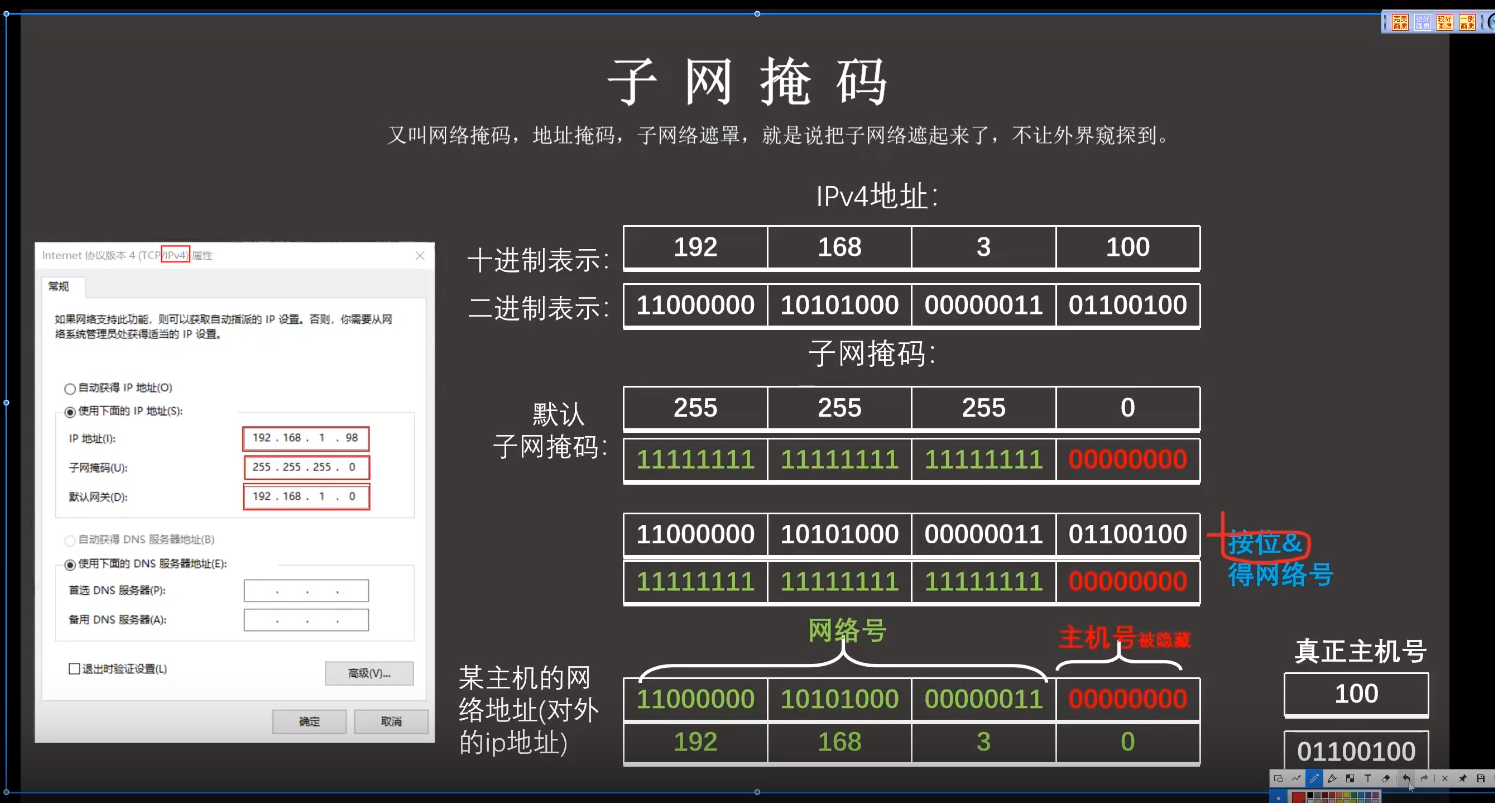 子网掩码
又叫网络掩码，地址掩码，子网络遮罩，就是说把子网络遮起来了，不让外界窥探到。
IPv4地址：
十进制表示： 192 168 3 100
二进制表示： 11000000 10101000 00000011 01100100
子网掩码：
默认
子网掩码：
255 255 255 0
11111111 11111111 11111111 00000000
11000000 10101000 00000011 01100100
11111111 11111111 11111111 00000000
按位&
得网络号
网络号
主机号被隐藏
某主机的网
络地址(对外
的ip地址)
11000000 10101000 00000011 00000000
192 168 3 0
真正主机号
100
01100100
Internet 协议版本 4 (TCP/IPv4) 属性
常规
如果网络支持此功能，则可以获取自动指派的 IP 设置。否则，你需要从网
络系统管理员处获得适当的 IP 设置。
自动获得 IP 地址(O)
使用下面的 IP 地址(S):
IP 地址(I): 192 . 168 . 1 . 98
子网掩码(U): 255 . 255 . 255 . 0
默认网关(D): 192 . 168 . 1 . 0
自动获得 DNS 服务器地址(B)
使用下面的 DNS 服务器地址(E):
首选 DNS 服务器(P): . . .
备用 DNS 服务器(A): . . .
退出时验证设置(L)
高级(V)...
确定 取消